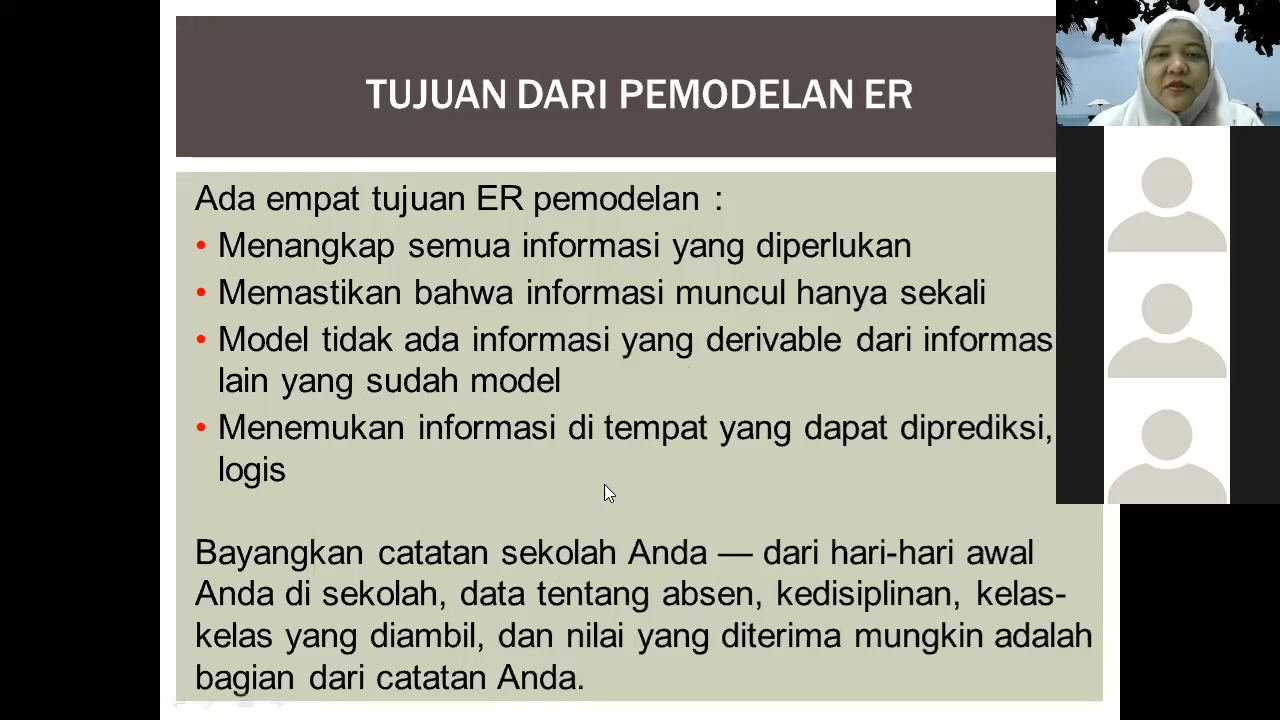 TUJUAN DARI PEMODELAN ER
Ada empat tujuan ER pemodelan :
• Menangkap semua informasi yang diperlukan
• Memastikan bahwa informasi muncul hanya sekali
• Model tidak ada informasi yang derivable dari informas
lain yang sudah model
• Menemukan informasi di tempat yang dapat diprediksi,
logis
Bayangkan catatan sekolah Anda — dari hari-hari awal
Anda di sekolah, data tentang absen, kedisiplinan, kelas-
kelas yang diambil, dan nilai yang diterima mungkin adalah
bagian dari catatan Anda.